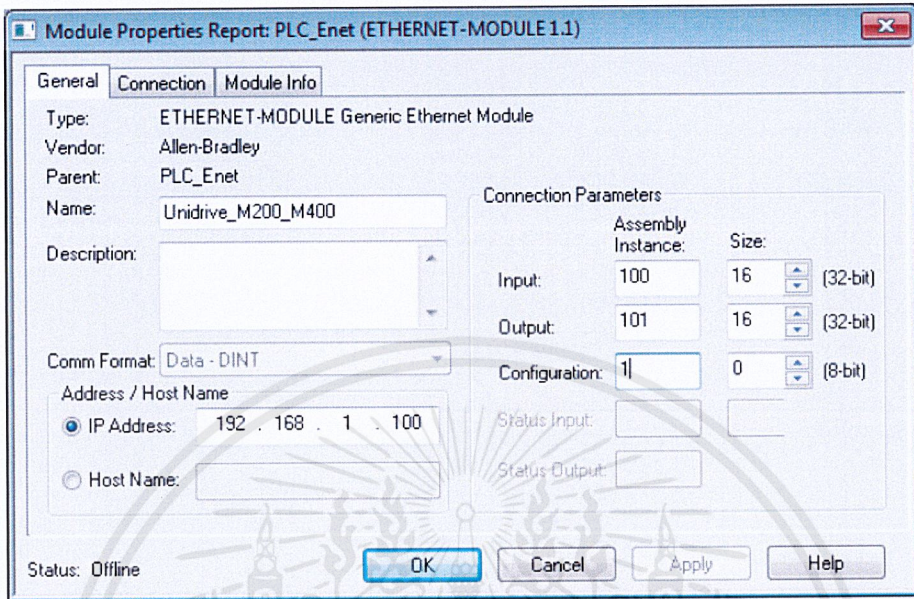 Module Properties Report: PLC_Enet (ETHERNET-MODULE 1.1)
General Connection Module Info
Type: ETHERNET-MODULE Generic Ethernet Module
Vendor: Allen-Bradley
Parent: PLC_Enet
Name: Unidrive_M200_M400
Description:
Comm Format: Data - DINT
Address / Host Name
IP Address: 192 . 168 . 1 . 100
Host Name:
Connection Parameters
Assembly Instance: Size:
Input: 100 16 (32-bit)
Output: 101 16 (32-bit)
Configuration: 1 0 (8-bit)
Status Input:
Status Output:
Status: Offline
OK Cancel Apply Help